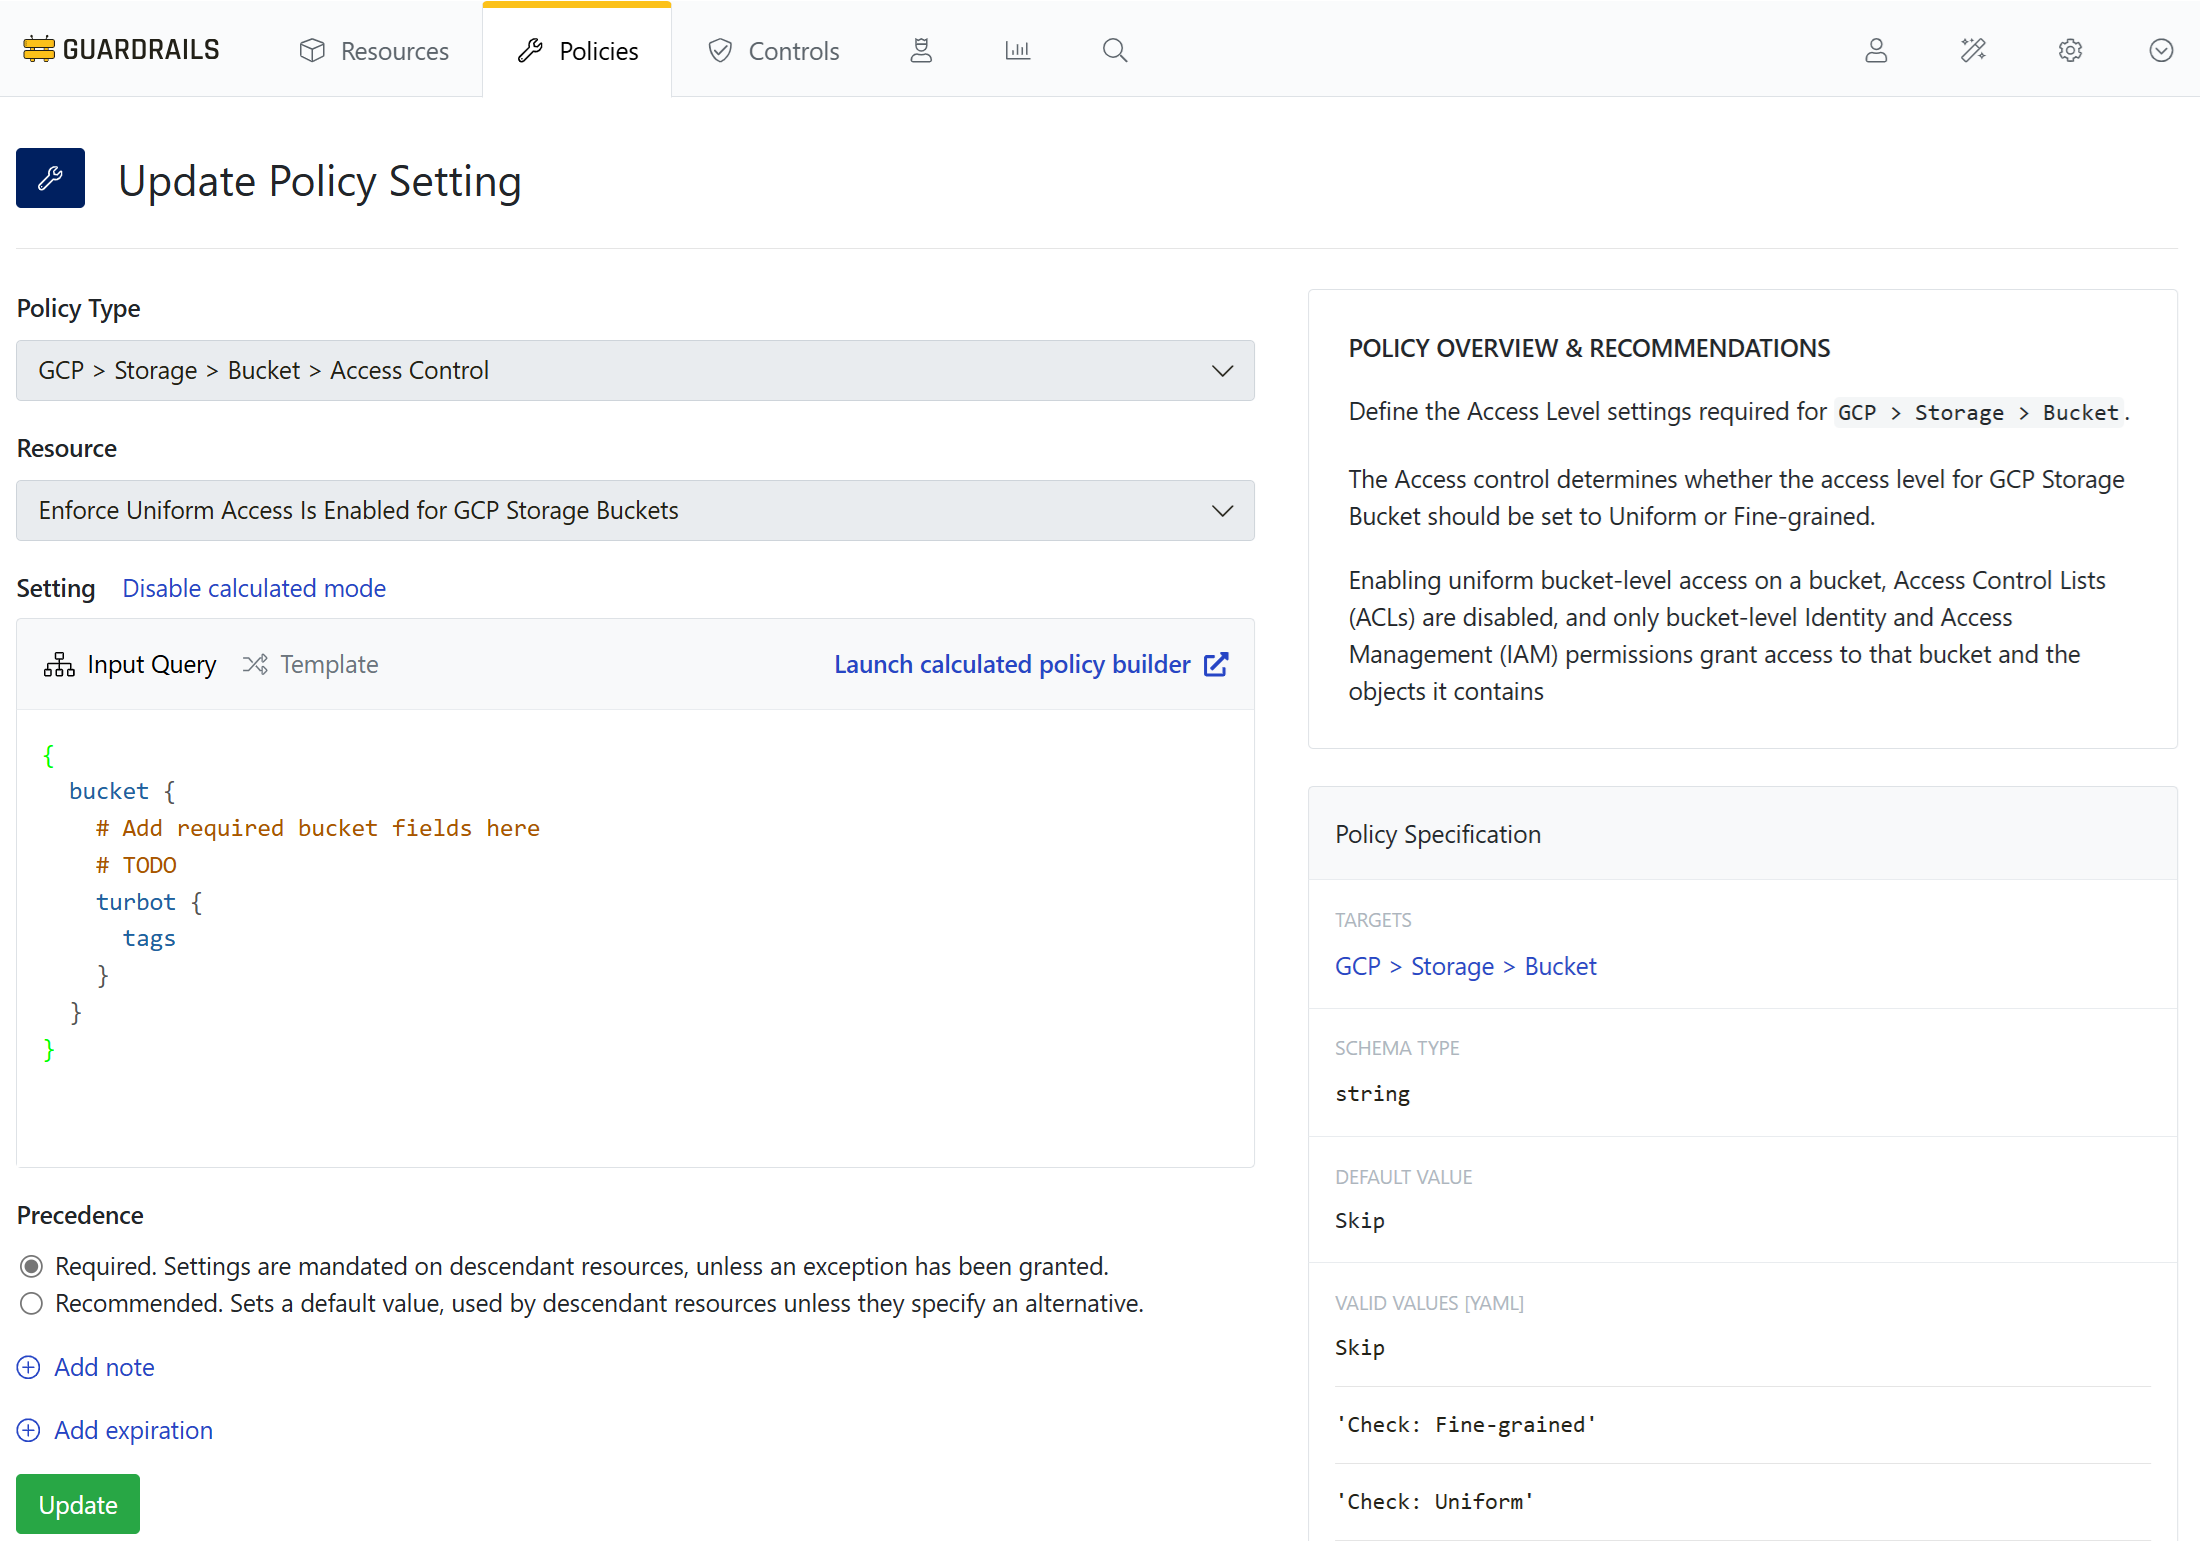 GUARDRAILS
Resources
Policies
Controls
Update Policy Setting
Policy Type
GCP > Storage > Bucket > Access Control
Resource
Enforce Uniform Access Is Enabled for GCP Storage Buckets
Setting Disable calculated mode
Input Query Template Launch calculated policy builder
{
  bucket {
    # Add required bucket fields here
    # TODO
    turbot {
      tags
    }
  }
}
Precedence
Required. Settings are mandated on descendant resources, unless an exception has been granted.
Recommended. Sets a default value, used by descendant resources unless they specify an alternative.
Add note
Add expiration
Update
POLICY OVERVIEW & RECOMMENDATIONS
Define the Access Level settings required for GCP > Storage > Bucket.
The Access control determines whether the access level for GCP Storage
Bucket should be set to Uniform or Fine-grained.
Enabling uniform bucket-level access on a bucket, Access Control Lists
(ACLs) are disabled, and only bucket-level Identity and Access
Management (IAM) permissions grant access to that bucket and the
objects it contains
Policy Specification
TARGETS
GCP > Storage > Bucket
SCHEMA TYPE
string
DEFAULT VALUE
Skip
VALID VALUES [YAML]
Skip
'Check: Fine-grained'
'Check: Uniform'